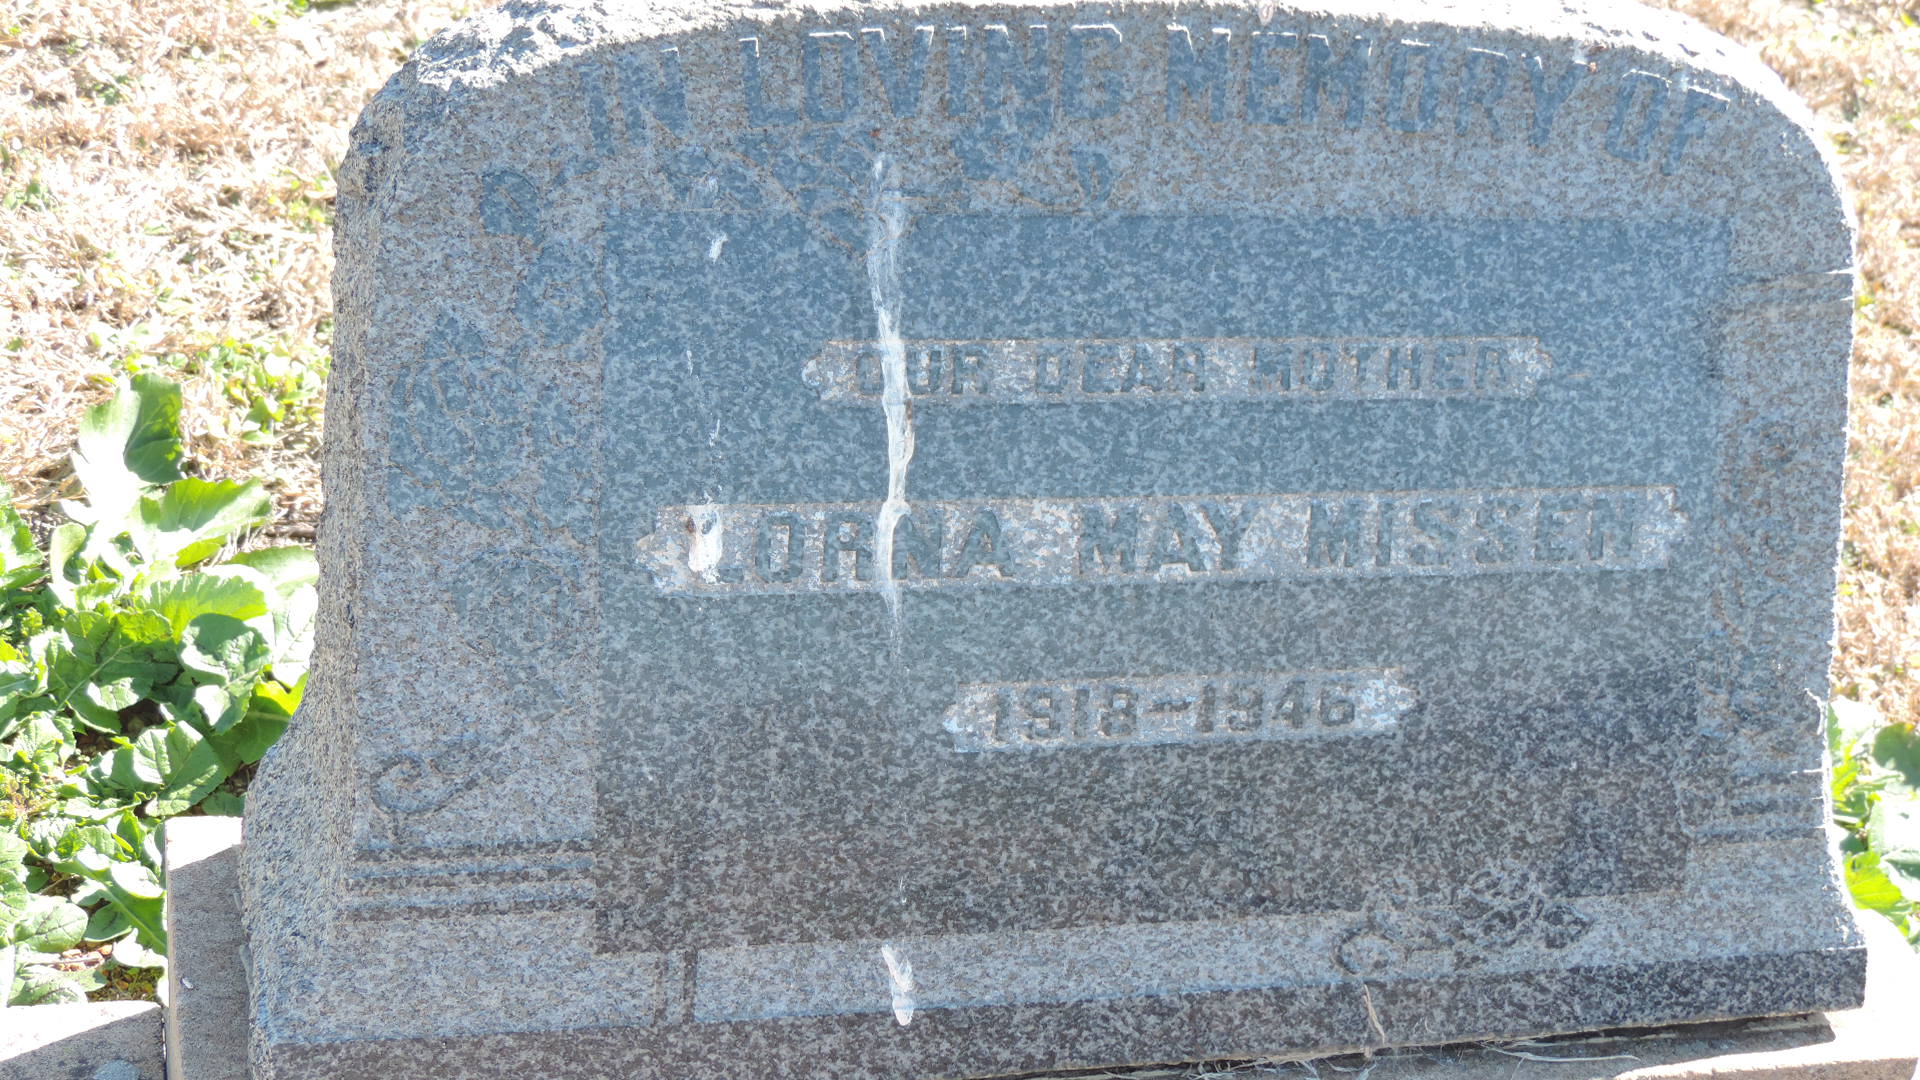 IN LOVING MEMORY OF
OUR DEAR MOTHER
LORNA MAY MISSEN
1918-1946